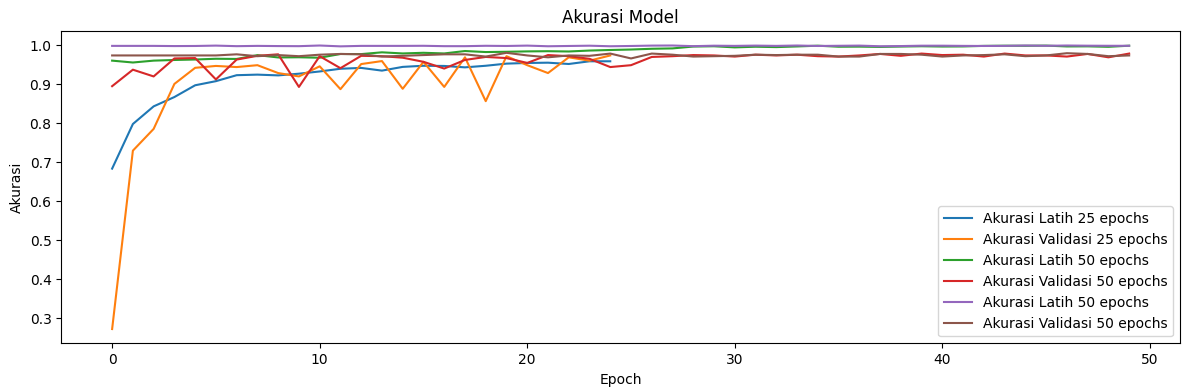 Akurasi Model
Akurasi
1.0
0.9
0.8
0.7
0.6
0.5
0.4
0.3
Akurasi Latih 25 epochs
Akurasi Validasi 25 epochs
Akurasi Latih 50 epochs
Akurasi Validasi 50 epochs
Akurasi Latih 50 epochs
Akurasi Validasi 50 epochs
0 10 20 30 40 50
Epoch